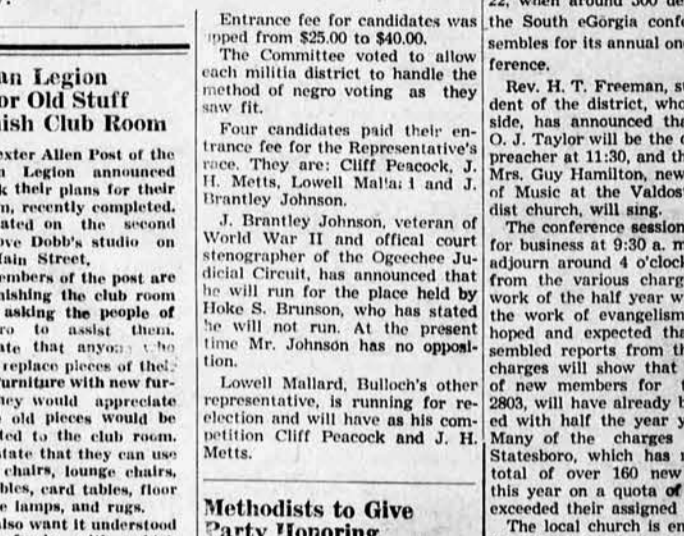 an Legion
or Old Stuff
ish Club Room
exter Allen Post of the
Legion announced
k their plans for their
n, recently completed.
ated on the second
ove Dobb's studio on
Main Street,
embers of the post are
nishing the club room
asking the people of
ro to assist them.
ate that anyone who
replace pieces of their
furniture with new fur-
hey would appreciate
old pieces would be
ted to the club room.
state that they can use
chairs, lounge chairs,
bles, card tables, floor
e lamps, and rugs.
also want it understood
Entrance fee for candidates was
upped from $25.00 to $40.00.
The Committee voted to allow
each militia district to handle the
method of negro voting as they
saw fit.
Four candidates paid their en-
trance fee for the Representative's
race. They are: Cliff Peacock, J.
H. Metts, Lowell Mallard and J.
Brantley Johnson.
J. Brantley Johnson, veteran of
World War II and offical court
stenographer of the Ogeechee Ju-
dicial Circuit, has announced that
he will run for the place held by
Hoke S. Brunson, who has stated
he will not run. At the present
time Mr. Johnson has no opposi-
tion.
Lowell Mallard, Bulloch's other
representative, is running for re-
election and will have as his com-
petition Cliff Peacock and J. H.
Metts.
Methodists to Give
Party Honoring
22, when around 300 de
the South eGorgia confe
sembles for its annual on
ference.
Rev. H. T. Freeman, su
dent of the district, who
side, has announced tha
O. J. Taylor will be the
preacher at 11:30, and th
Mrs. Guy Hamilton, new
of Music at the Valdos
dist church, will sing.
The conference session
for business at 9:30 a. m
adjourn around 4 o'clock
from the various charg
work of the half year w
the work of evangelism
hoped and expected tha
sembled reports from th
charges will show that
of new members for
2803, will have already b
ed with half the year y
Many of the charges
Statesboro, which has r
total of over 160 new
this year on a quota of
exceeded their assigned
The local church is en